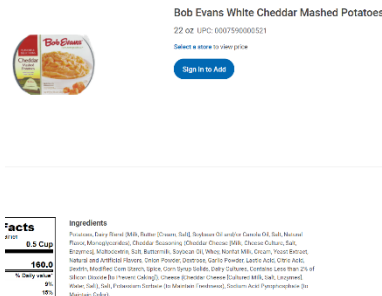 Bob Evans White Cheddar Mashed Potatoes
22 oz UPC: 0007590000521
Select a store to view price
Sign In to Add
Bob Evans
Cheddar
Facts
0.5 Cup
160.0
% Daily value*
9%
15%
Ingredients
Potatoes, Dairy Blend (Milk, Butter [Cream, Salt], Soybean Oil and/or Canola Oil, Salt, Natural
Flavor, Monoglycerides), Cheddar Seasoning (Cheddar Cheese [Milk, Cheese Culture, Salt,
Enzymes], Maltodextrin, Salt, Buttermilk, Soybean Oil, Whey, Nonfat Milk, Cream, Yeast Extract,
Natural and Artificial Flavors, Onion Powder, Dextrose, Garlic Powder, Lactic Acid, Citric Acid,
Dextrin, Modified Corn Starch, Spice, Corn Syrup Solids, Dairy Cultures, Contains Less than 2% of
Silicon Dioxide [to Prevent Caking]), Cheese (Cheddar Cheese [Cultured Milk, Salt, Enzymes],
Water, Salt), Salt, Potassium Sorbate (to Maintain Freshness), Sodium Acid Pyrophosphate (to
Maintain Color).